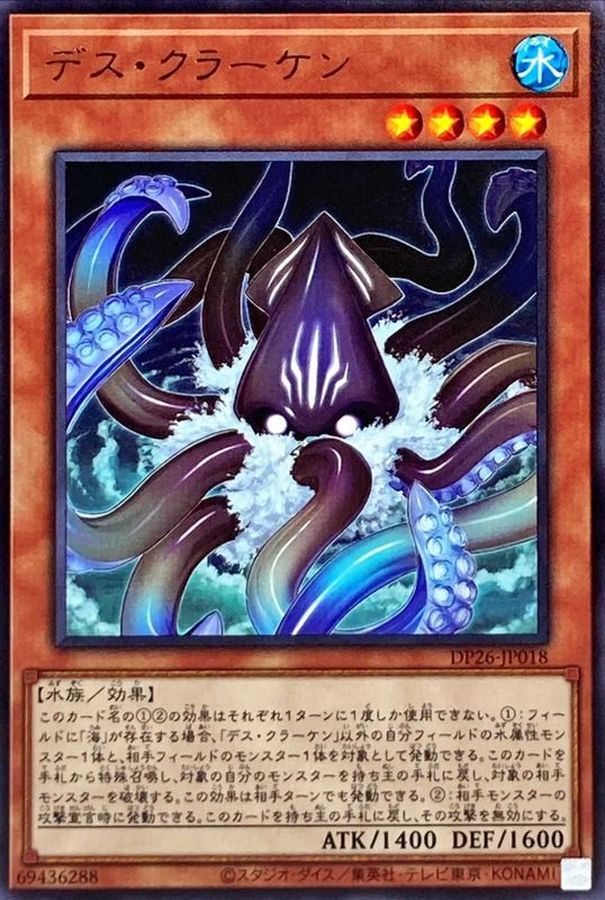 デス・クラーケン
水
DP26-JP018
【水族／効果】
このカード名の①②の効果はそれぞれ1ターンに1度しか使用できない。①：フィー
ルドに「海」が存在する場合、「デス・クラーケン」以外の自分フィールドの水属性モン
スター1体と、相手フィールドのモンスター1体を対象として発動できる。このカードを
手札から特殊召喚し、対象の自分のモンスターを持ち主の手札に戻し、対象の相手
モンスターを破壊する。この効果は相手ターンでも発動できる。②：相手モンスターの
攻撃宣言時に発動できる。このカードを持ち主の手札に戻し、その攻撃を無効にする。
ATK/1400 DEF/1600
69436288 ©スタジオ・ダイス／集英社・テレビ東京・KONAMI